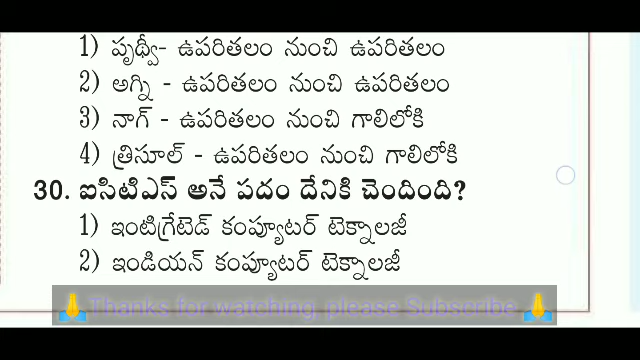 1) పృథ్వీ- ఉపరితలం నుంచి ఉపరితలం
2) అగ్ని - ఉపరితలం నుంచి ఉపరితలం
3) నాగ్ - ఉపరితలం నుంచి గాలిలోకి
4) త్రిసూల్ - ఉపరితలం నుంచి గాలిలోకి
30. ఐసిటిఎస్ అనే పదం దేనికి చెందింది?
1) ఇంటిగ్రేటెడ్ కంప్యూటర్ టెక్నాలజీ
2) ఇండియన్ కంప్యూటర్ టెక్నాలజీ
🙏Thanks for watching, please Subscribe 🙏